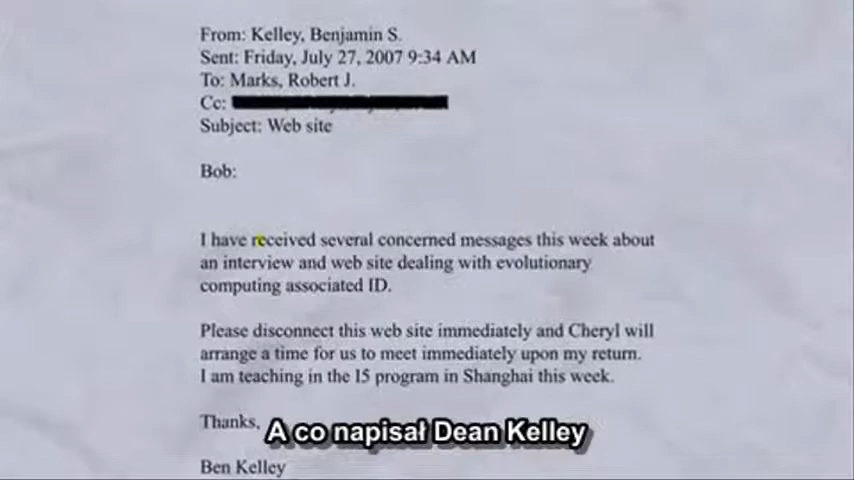 From: Kelley, Benjamin S.
Sent: Friday, July 27, 2007 9:34 AM
To: Marks, Robert J.
Cc:
Subject: Web site
Bob:
I have received several concerned messages this week about
an interview and web site dealing with evolutionary
computing associated ID.
Please disconnect this web site immediately and Cheryl will
arrange a time for us to meet immediately upon my return.
I am teaching in the I5 program in Shanghai this week.
Thanks,
A co napisał Dean Kelley
Ben Kelley